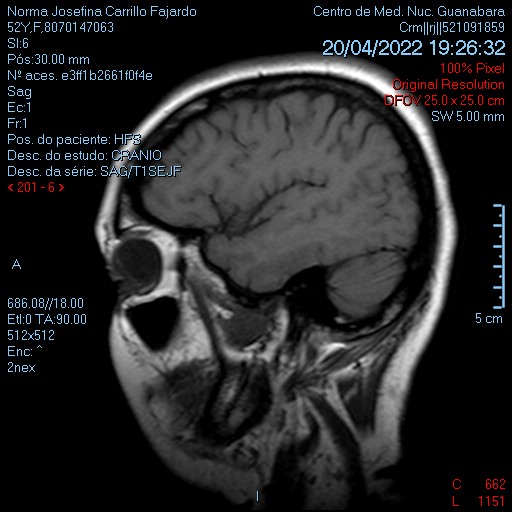 Norma Josefina Carrillo Fajardo
52Y,F,8070147063
Sl:6
Pós:30.00 mm
Nº aces. e3ff1b2661f0f4e
Sag
Ec:1
Fr:1
Pos. do paciente: HFS
Desc. do estudo: CRANIO
Desc. da série: SAG/T1SEJF
< 201 - 6 >
Centro de Med. Nuc. Guanabara
Crm||rj||521091859
20/04/2022 19:26:32
100% Pixel
Original Resolution
DFOV 25.0 x 25.0 cm
SW 5.00 mm
A
5 cm
686.08//18.00
Etl:0 TA:90.00
512x512
Enc: ^
2nex
I
C 662
L 1151